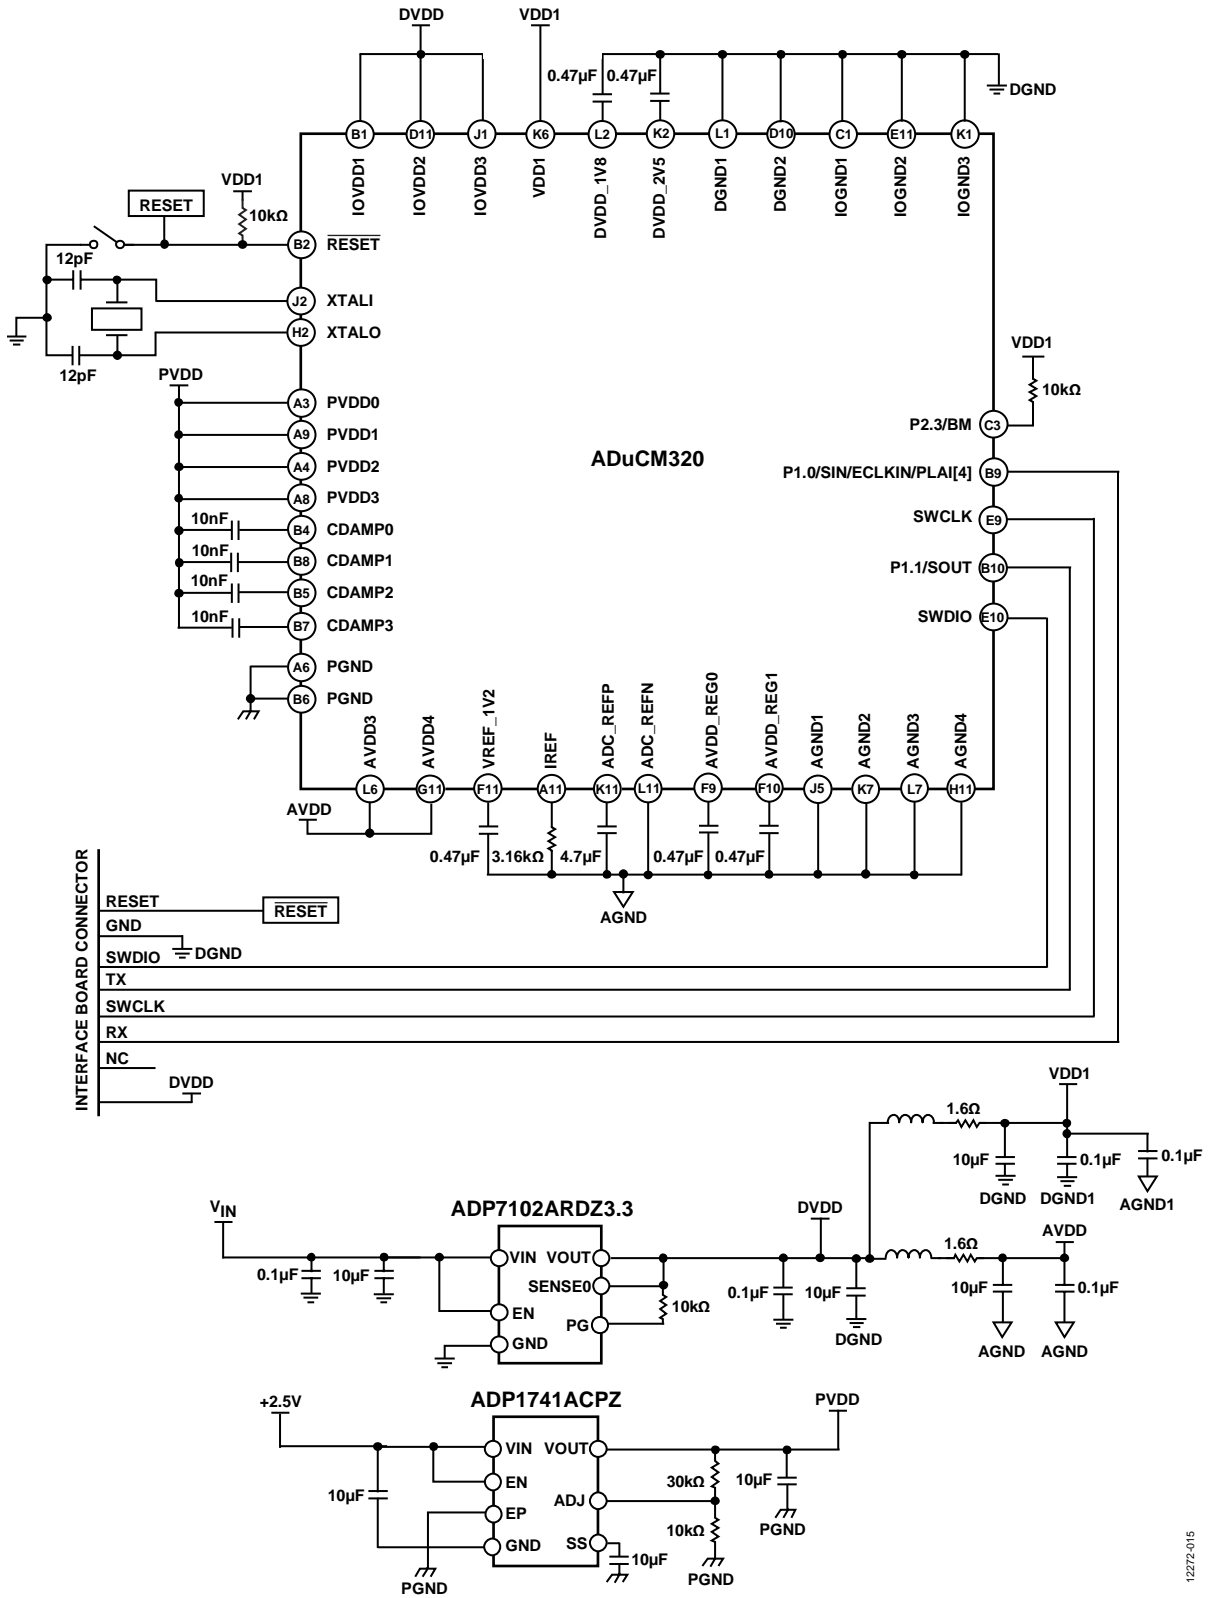 DVDD
VDD1
0.47µF 0.47µF
DGND
B1 D11 J1 K6 L2 K2 L1 D10 C1 E11 K1
IOVDD1
IOVDD2
IOVDD3
VDD1
DVDD_1V8
DVDD_2V5
DGND1
DGND2
IOGND1
IOGND2
IOGND3
VDD1
RESET
10kΩ
B2 RESET
12pF
J2 XTALI
H2 XTALO
12pF
PVDD
A3 PVDD0
A9 PVDD1
A4 PVDD2
A8 PVDD3
10nF B4 CDAMP0
10nF B8 CDAMP1
10nF B5 CDAMP2
10nF B7 CDAMP3
A6 PGND
B6 PGND
ADuCM320
VDD1
10kΩ
P2.3/BM C3
P1.0/SIN/ECLKIN/PLAI[4] B9
SWCLK E9
P1.1/SOUT B10
SWDIO E10
AVDD3
AVDD4
VREF_1V2
IREF
ADC_REFP
ADC_REFN
AVDD_REG0
AVDD_REG1
AGND1
AGND2
AGND3
AGND4
L6 G11 F11 A11 K11 L11 F9 F10 J5 K7 L7 H11
AVDD
0.47µF 3.16kΩ 4.7µF 0.47µF 0.47µF
AGND
INTERFACE BOARD CONNECTOR
RESET
RESET
GND
DGND
SWDIO
TX
SWCLK
RX
NC
DVDD
VDD1
1.6Ω
10µF 0.1µF 0.1µF
DGND DGND1 AGND1
ADP7102ARDZ3.3
VIN
DVDD
AVDD
VIN VOUT
1.6Ω
0.1µF 10µF
SENSE0
0.1µF 10µF
10µF 0.1µF
EN
10kΩ
PG
GND
DGND
AGND AGND
ADP1741ACPZ
+2.5V
PVDD
VIN VOUT
EN
30kΩ 10µF
10µF
ADJ
EP
PGND
10kΩ
GND SS
10µF
PGND
PGND
12272-015